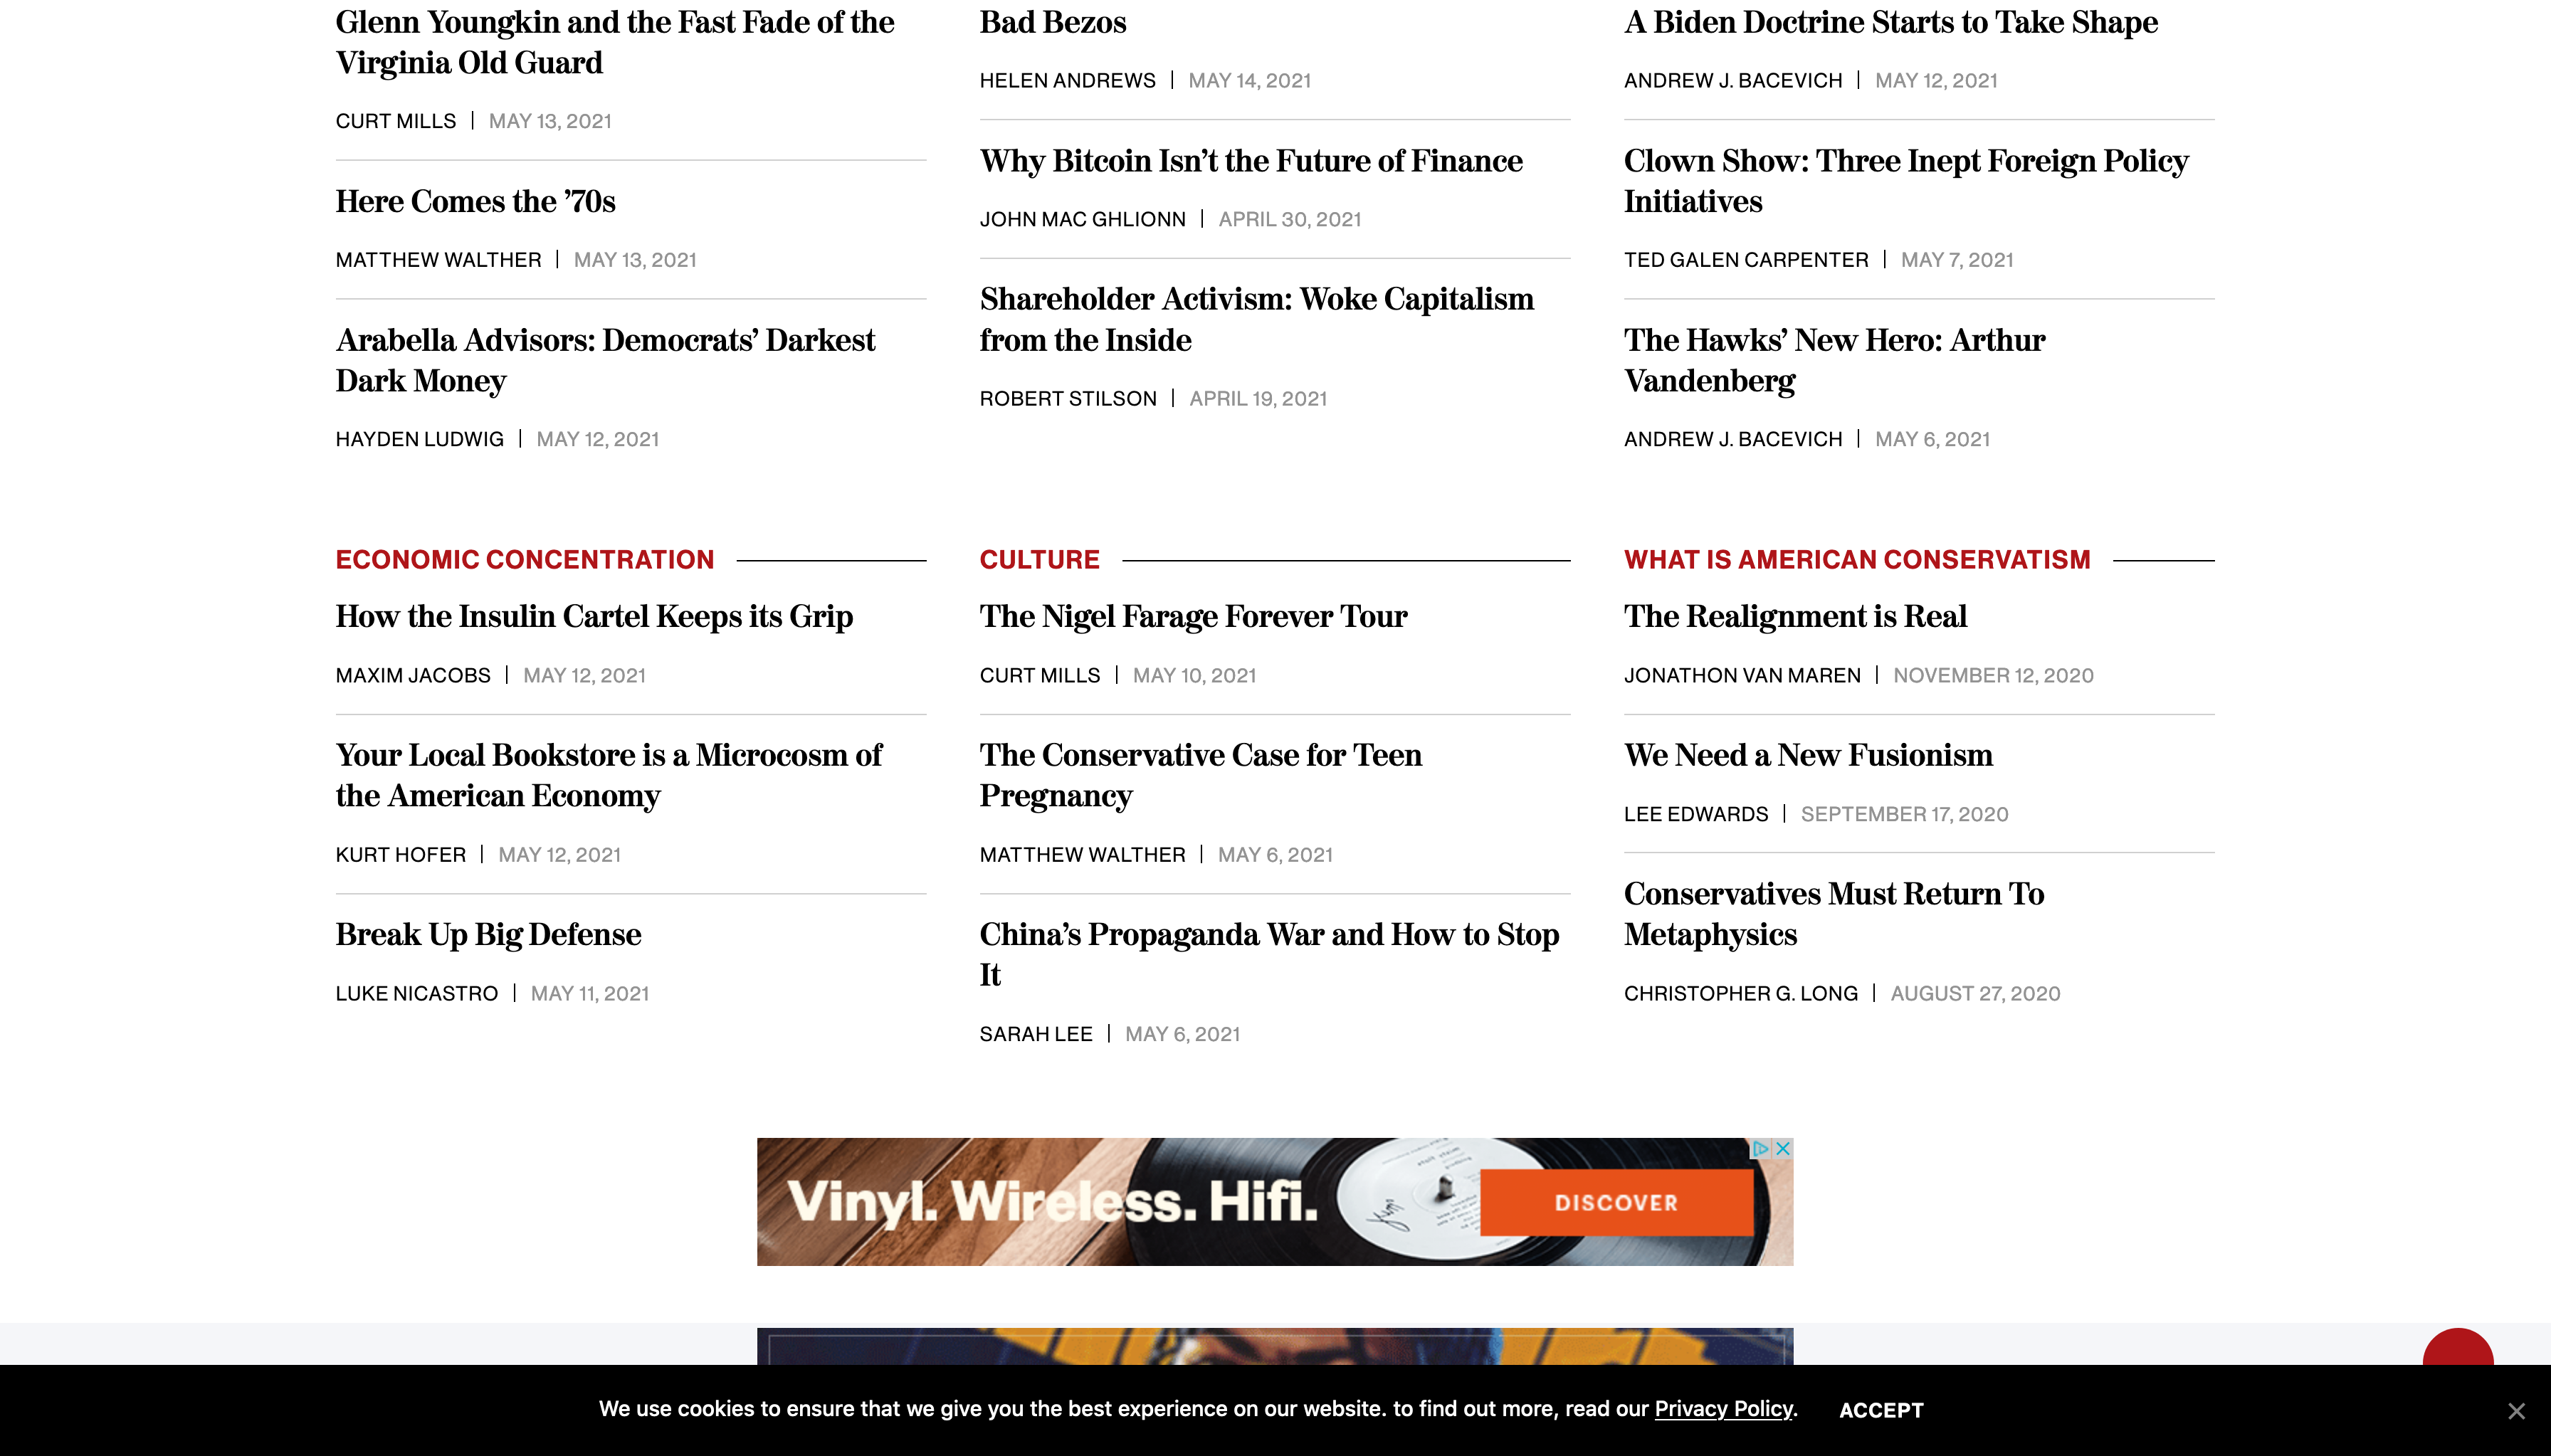 Glenn Youngkin and the Fast Fade of the
Virginia Old Guard
CURT MILLS | MAY 13, 2021
Here Comes the ’70s
MATTHEW WALTHER | MAY 13, 2021
Arabella Advisors: Democrats’ Darkest
Dark Money
HAYDEN LUDWIG | MAY 12, 2021
Bad Bezos
HELEN ANDREWS | MAY 14, 2021
Why Bitcoin Isn’t the Future of Finance
JOHN MAC GHLIONN | APRIL 30, 2021
Shareholder Activism: Woke Capitalism
from the Inside
ROBERT STILSON | APRIL 19, 2021
A Biden Doctrine Starts to Take Shape
ANDREW J. BACEVICH | MAY 12, 2021
Clown Show: Three Inept Foreign Policy
Initiatives
TED GALEN CARPENTER | MAY 7, 2021
The Hawks’ New Hero: Arthur
Vandenberg
ANDREW J. BACEVICH | MAY 6, 2021
ECONOMIC CONCENTRATION
How the Insulin Cartel Keeps its Grip
MAXIM JACOBS | MAY 12, 2021
Your Local Bookstore is a Microcosm of
the American Economy
KURT HOFER | MAY 12, 2021
Break Up Big Defense
LUKE NICASTRO | MAY 11, 2021
CULTURE
The Nigel Farage Forever Tour
CURT MILLS | MAY 10, 2021
The Conservative Case for Teen
Pregnancy
MATTHEW WALTHER | MAY 6, 2021
China’s Propaganda War and How to Stop
It
SARAH LEE | MAY 6, 2021
WHAT IS AMERICAN CONSERVATISM
The Realignment is Real
JONATHON VAN MAREN | NOVEMBER 12, 2020
We Need a New Fusionism
LEE EDWARDS | SEPTEMBER 17, 2020
Conservatives Must Return To
Metaphysics
CHRISTOPHER G. LONG | AUGUST 27, 2020
Vinyl. Wireless. Hifi.
DISCOVER
We use cookies to ensure that we give you the best experience on our website. to find out more, read our Privacy Policy.
ACCEPT